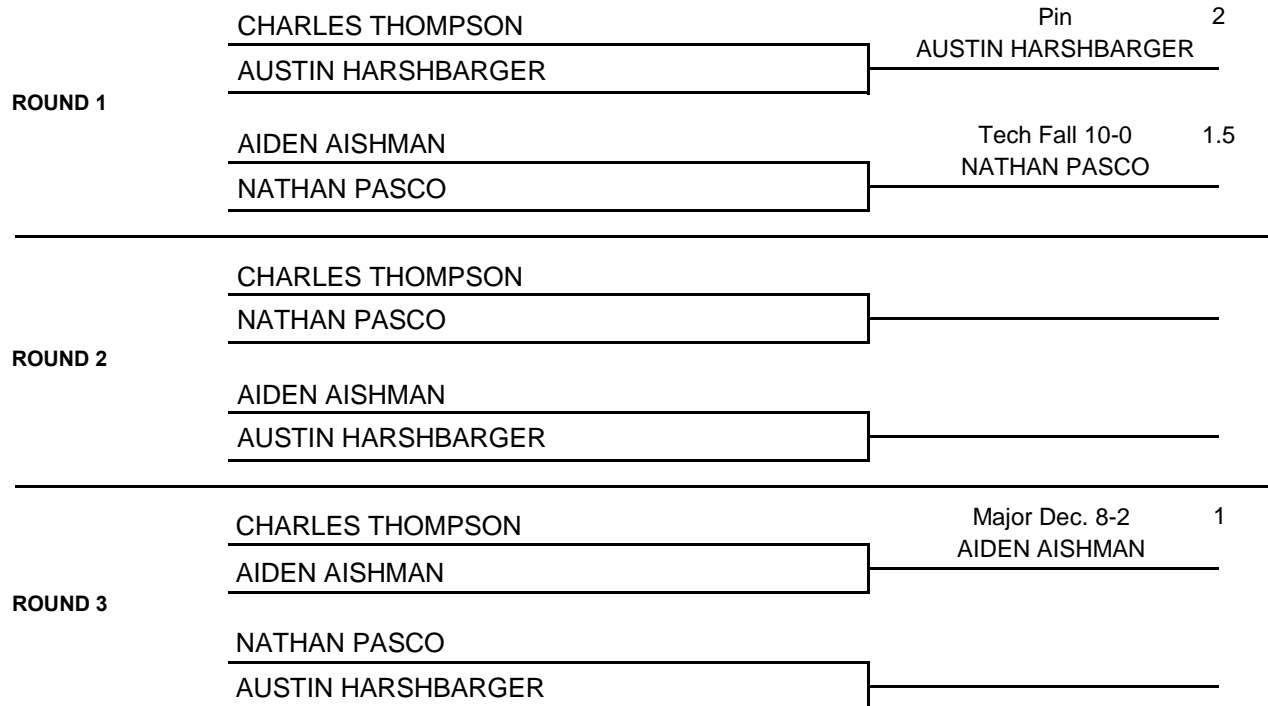 CHARLES THOMPSON
Pin 2
AUSTIN HARSHBARGER
AUSTIN HARSHBARGER
ROUND 1
AIDEN AISHMAN
Tech Fall 10-0 1.5
NATHAN PASCO
NATHAN PASCO
CHARLES THOMPSON
NATHAN PASCO
ROUND 2
AIDEN AISHMAN
AUSTIN HARSHBARGER
CHARLES THOMPSON
Major Dec. 8-2 1
AIDEN AISHMAN
AIDEN AISHMAN
ROUND 3
NATHAN PASCO
AUSTIN HARSHBARGER